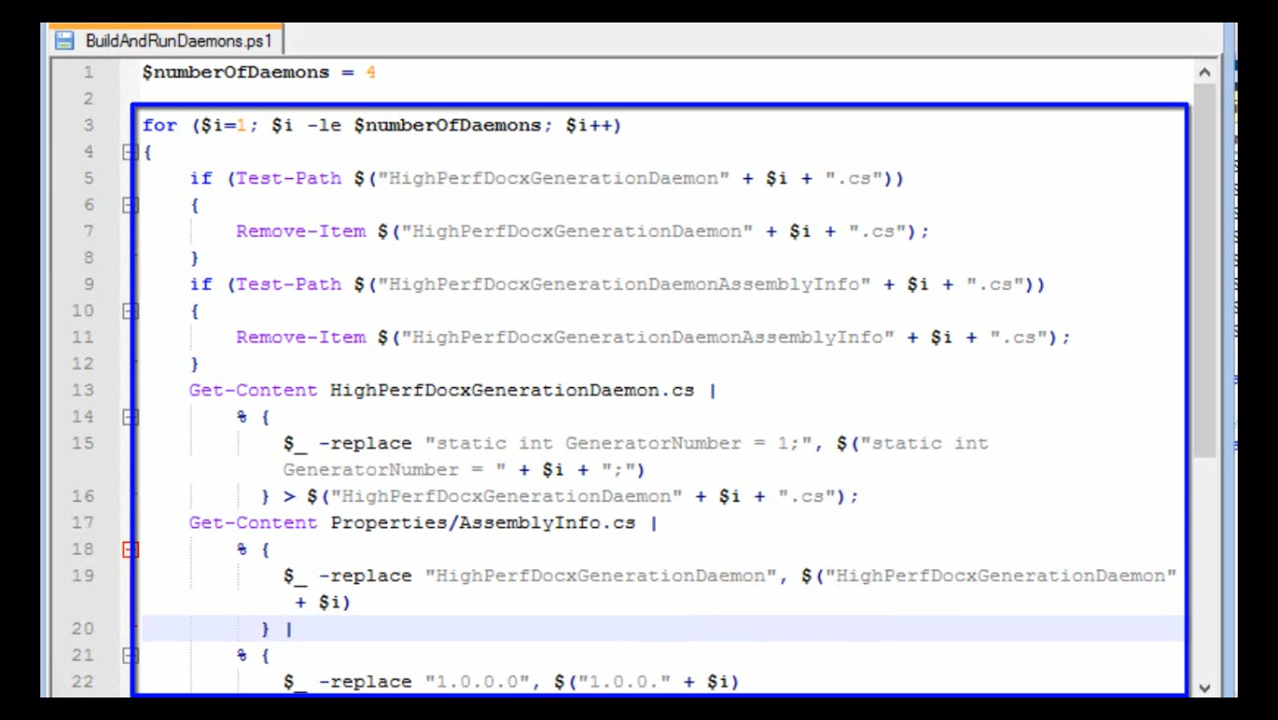 BuildAndRunDaemons.ps1
1 $numberOfDaemons = 4
2
3 for ($i=1; $i -le $numberOfDaemons; $i++)
4 {
5 if (Test-Path $("HighPerfDocxGenerationDaemon" + $i + ".cs"))
6 {
7 Remove-Item $("HighPerfDocxGenerationDaemon" + $i + ".cs");
8 }
9 if (Test-Path $("HighPerfDocxGenerationDaemonAssemblyInfo" + $i + ".cs"))
10 {
11 Remove-Item $("HighPerfDocxGenerationDaemonAssemblyInfo" + $i + ".cs");
12 }
13 Get-Content HighPerfDocxGenerationDaemon.cs |
14 % {
15 $_ -replace "static int GeneratorNumber = 1;", $("static int
GeneratorNumber = " + $i + ";")
16 } > $("HighPerfDocxGenerationDaemon" + $i + ".cs");
17 Get-Content Properties/AssemblyInfo.cs |
18 % {
19 $_ -replace "HighPerfDocxGenerationDaemon", $("HighPerfDocxGenerationDaemon"
+ $i)
20 } |
21 % {
22 $_ -replace "1.0.0.0", $("1.0.0." + $i)